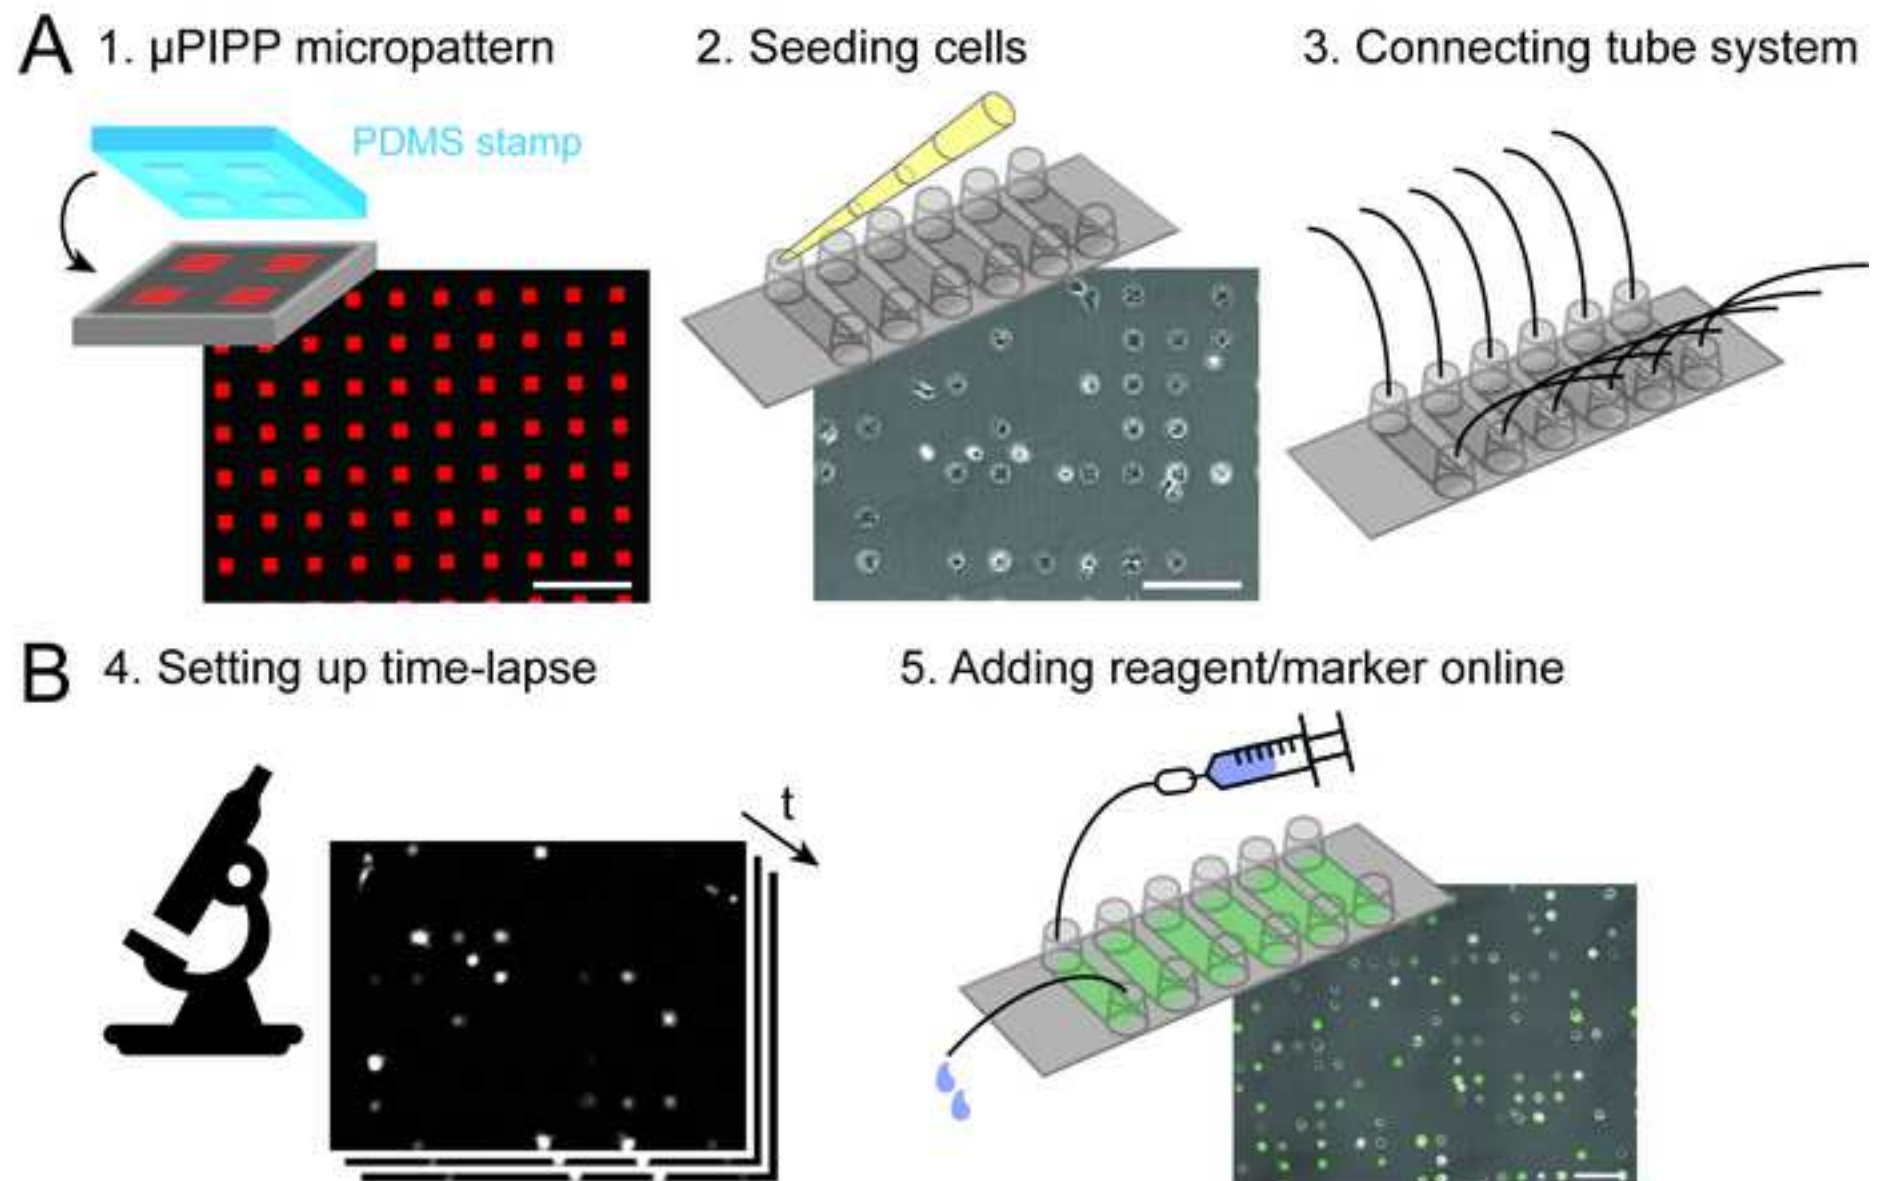 A 1. µPIPP micropattern
2. Seeding cells
3. Connecting tube system
PDMS stamp
B 4. Setting up time-lapse
5. Adding reagent/marker online
t